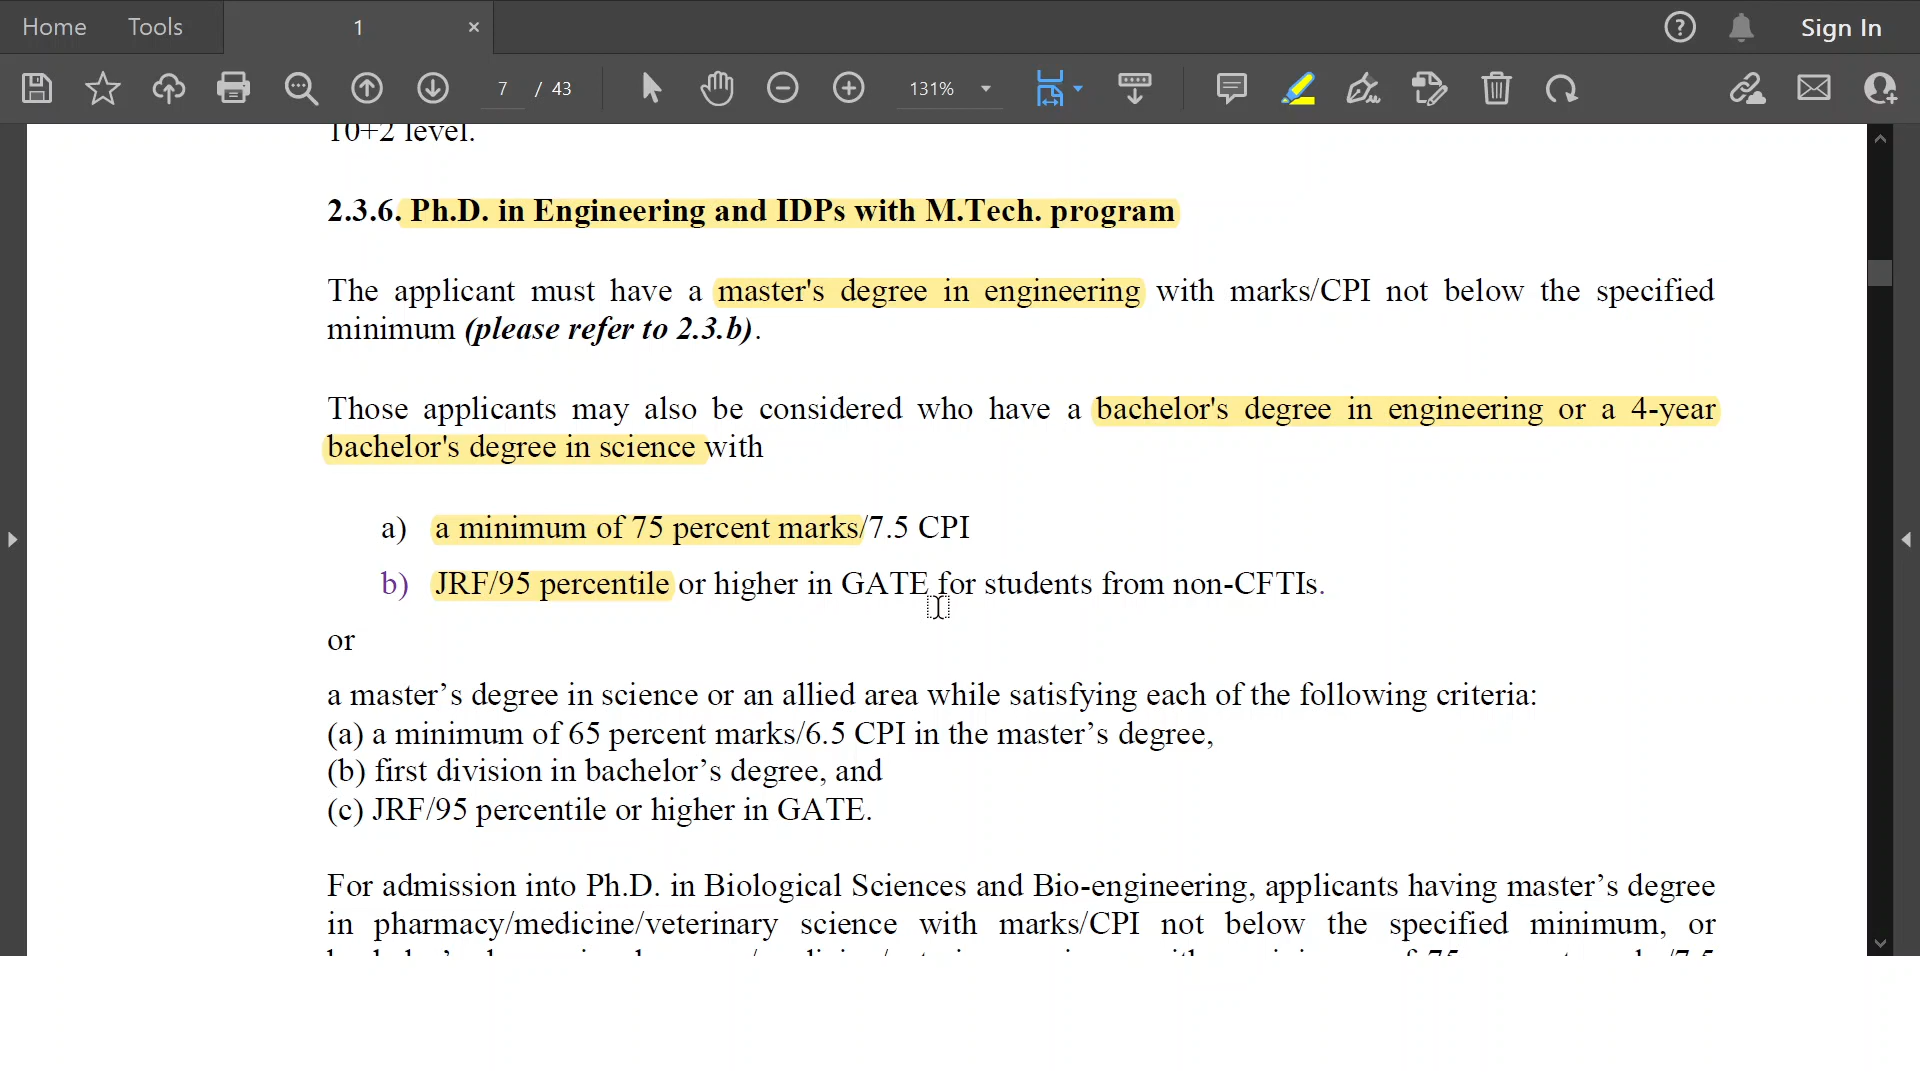 Home Tools 1 × Sign In
7 / 43 131%
10+2 level.
2.3.6. Ph.D. in Engineering and IDPs with M.Tech. program
The applicant must have a master's degree in engineering with marks/CPI not below the specified
minimum (please refer to 2.3.b).
Those applicants may also be considered who have a bachelor's degree in engineering or a 4-year
bachelor's degree in science with
a) a minimum of 75 percent marks/7.5 CPI
b) JRF/95 percentile or higher in GATE for students from non-CFTIs.
or
a master’s degree in science or an allied area while satisfying each of the following criteria:
(a) a minimum of 65 percent marks/6.5 CPI in the master’s degree,
(b) first division in bachelor’s degree, and
(c) JRF/95 percentile or higher in GATE.
For admission into Ph.D. in Biological Sciences and Bio-engineering, applicants having master’s degree
in pharmacy/medicine/veterinary science with marks/CPI not below the specified minimum, or